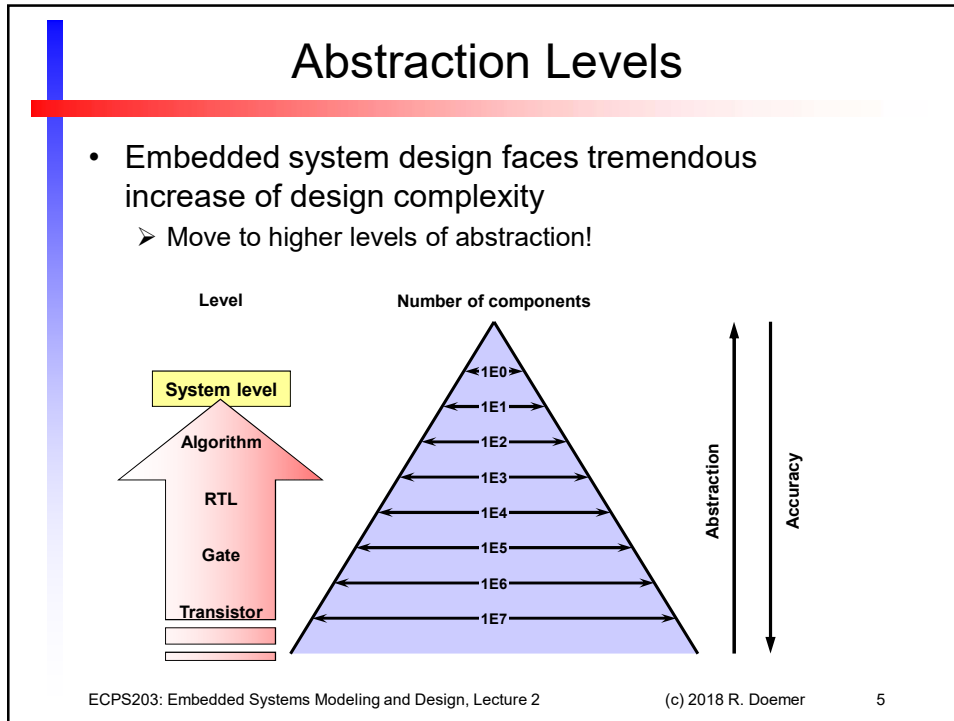 Abstraction Levels
• Embedded system design faces tremendous
increase of design complexity
➢ Move to higher levels of abstraction!
Level
Number of components
System level
Algorithm
RTL
Gate
Transistor
1E0
1E1
1E2
1E3
1E4
1E5
1E6
1E7
Abstraction
Accuracy
ECPS203: Embedded Systems Modeling and Design, Lecture 2
(c) 2018 R. Doemer
5